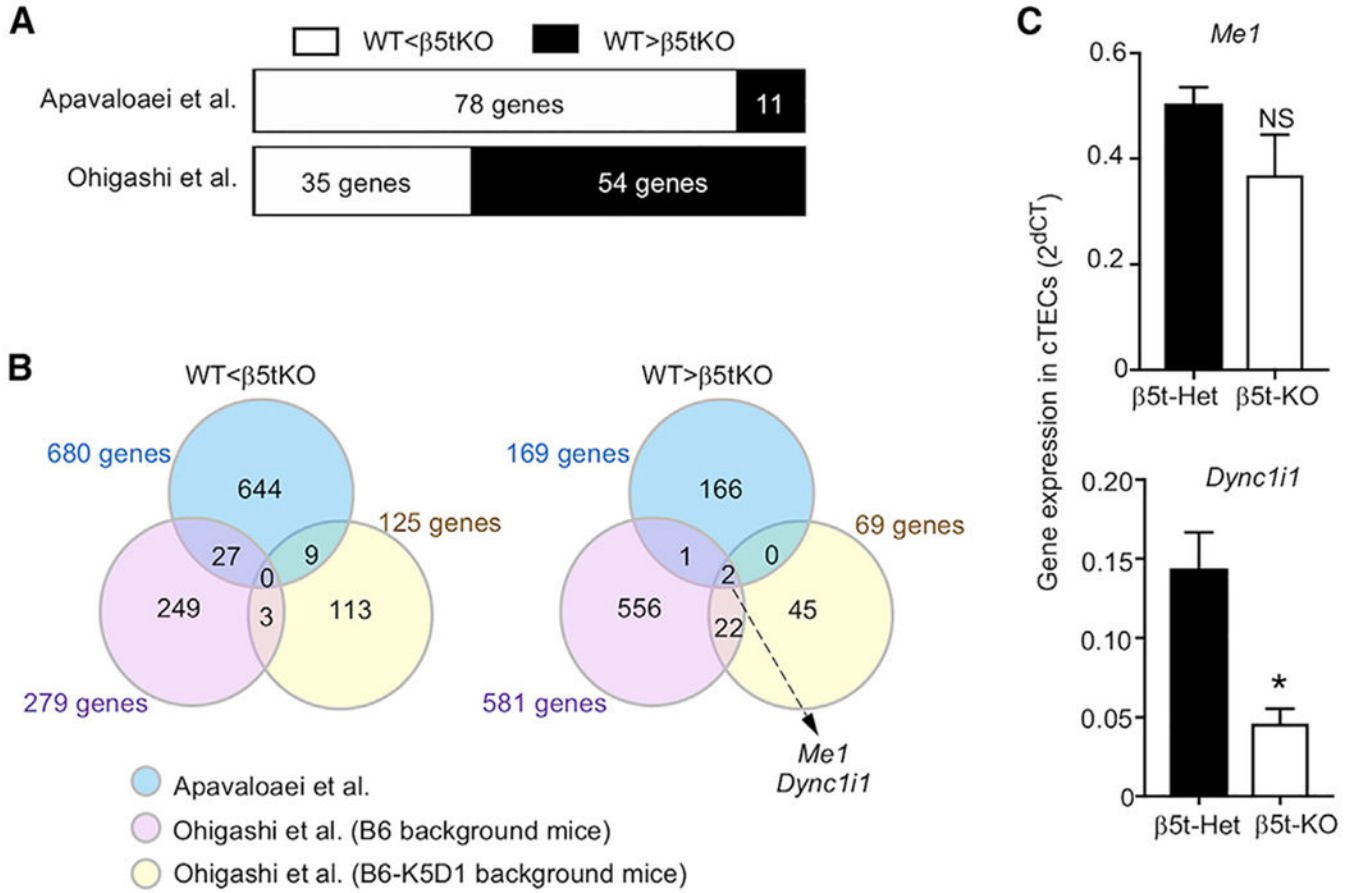 A
WT<β5tKO
WT>β5tKO
Apavaloaei et al.
78 genes
11
Ohigashi et al.
35 genes
54 genes
B
WT<β5tKO
680 genes
644
125 genes
27
9
0
249
3
113
279 genes
WT>β5tKO
169 genes
166
69 genes
1
0
2
556
22
45
581 genes
Me1
Dync1i1
Apavaloaei et al.
Ohigashi et al. (B6 background mice)
Ohigashi et al. (B6-K5D1 background mice)
C
Gene expression in cTECs (2^dCT)
Me1
0.6
0.4
0.2
0
NS
β5t-Het
β5t-KO
Dync1i1
0.20
0.15
0.10
0.05
0
*
β5t-Het
β5t-KO